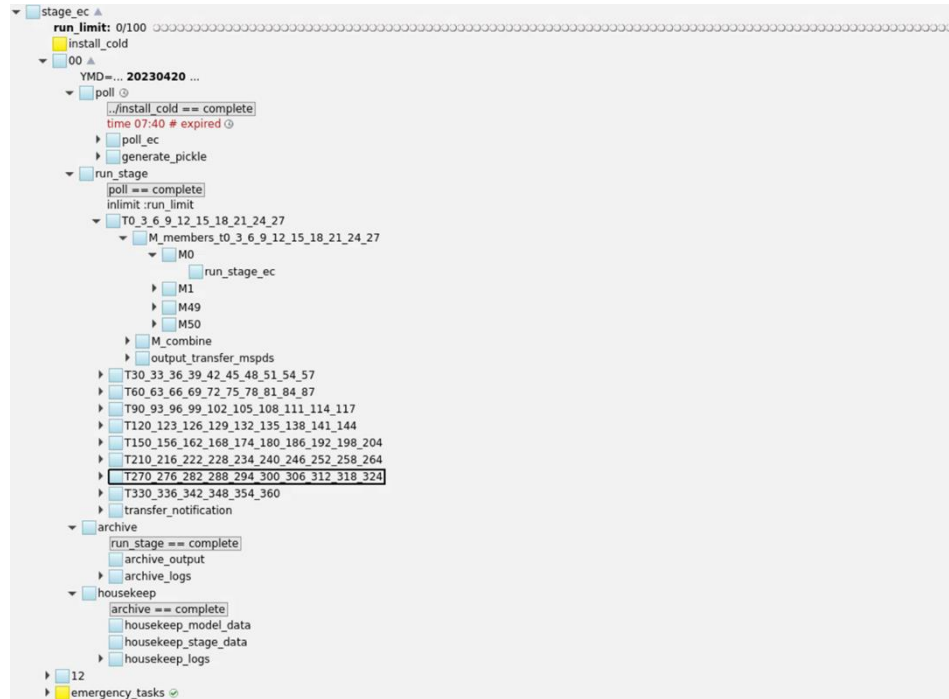 stage_ec
run_limit: 0/100
install_cold
00
YMD=... 20230420 ...
poll
../install_cold == complete
time 07:40 # expired
poll_ec
generate_pickle
run_stage
poll == complete
inlimit :run_limit
T0_3_6_9_12_15_18_21_24_27
M_members_t0_3_6_9_12_15_18_21_24_27
M0
run_stage_ec
M1
M49
M50
M_combine
output_transfer_mspds
T30_33_36_39_42_45_48_51_54_57
T60_63_66_69_72_75_78_81_84_87
T90_93_96_99_102_105_108_111_114_117
T120_123_126_129_132_135_138_141_144
T150_156_162_168_174_180_186_192_198_204
T210_216_222_228_234_240_246_252_258_264
T270_276_282_288_294_300_306_312_318_324
T330_336_342_348_354_360
transfer_notification
archive
run_stage == complete
archive_output
archive_logs
housekeep
archive == complete
housekeep_model_data
housekeep_stage_data
housekeep_logs
12
emergency_tasks